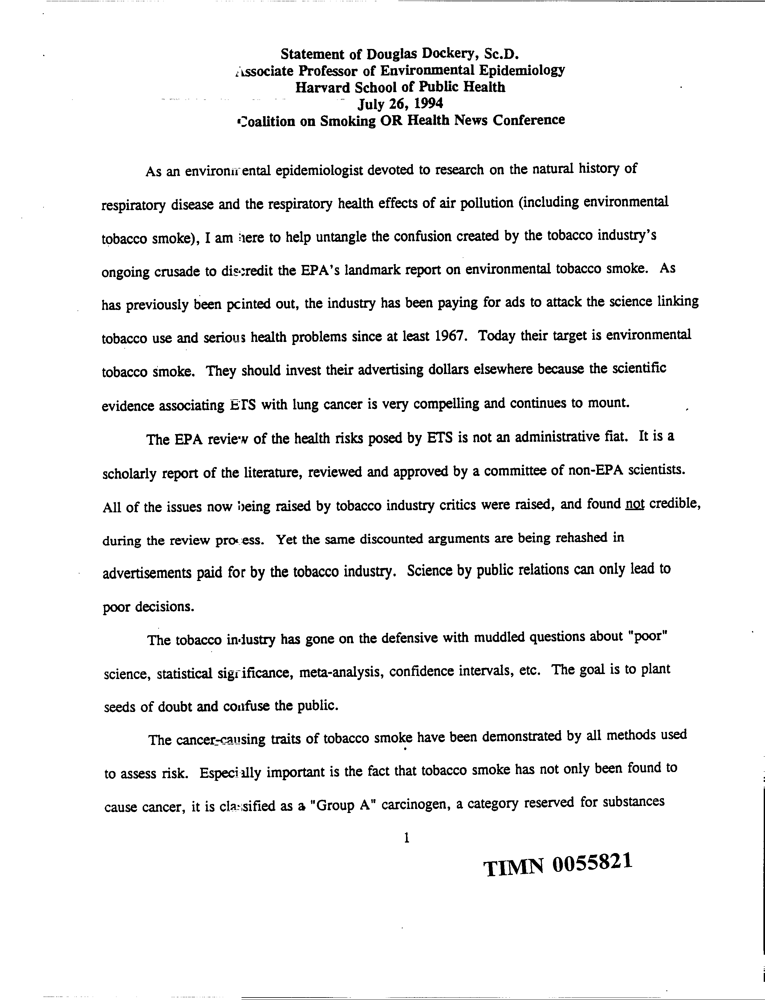 Statement of Douglas Dockery, Sc.D.
Associate Professor of Environmental Epidemiology
Harvard School of Public Health
July 26, 1994
Coalition on Smoking OR Health News Conference
As an environmental epidemiologist devoted to research on the natural history of
respiratory disease and the respiratory health effects of air pollution (including environmental
tobacco smoke), I am here to help untangle the confusion created by the tobacco industry's
ongoing crusade to discredit the EPA's landmark report on environmental tobacco smoke. As
has previously been pointed out, the industry has been paying for ads to attack the science linking
tobacco use and serious health problems since at least 1967. Today their target is environmental
tobacco smoke. They should invest their advertising dollars elsewhere because the scientific
evidence associating ETS with lung cancer is very compelling and continues to mount.
The EPA review of the health risks posed by ETS is not an administrative fiat. It is a
scholarly report of the literature, reviewed and approved by a committee of non-EPA scientists.
All of the issues now being raised by tobacco industry critics were raised, and found not credible,
during the review process. Yet the same discounted arguments are being rehashed in
advertisements paid for by the tobacco industry. Science by public relations can only lead to
poor decisions.
The tobacco industry has gone on the defensive with muddled questions about "poor"
science, statistical significance, meta-analysis, confidence intervals, etc. The goal is to plant
seeds of doubt and confuse the public.
The cancer-causing traits of tobacco smoke have been demonstrated by all methods used
to assess risk. Especially important is the fact that tobacco smoke has not only been found to
cause cancer, it is classified as a "Group A" carcinogen, a category reserved for substances
1
TIMN 0055821